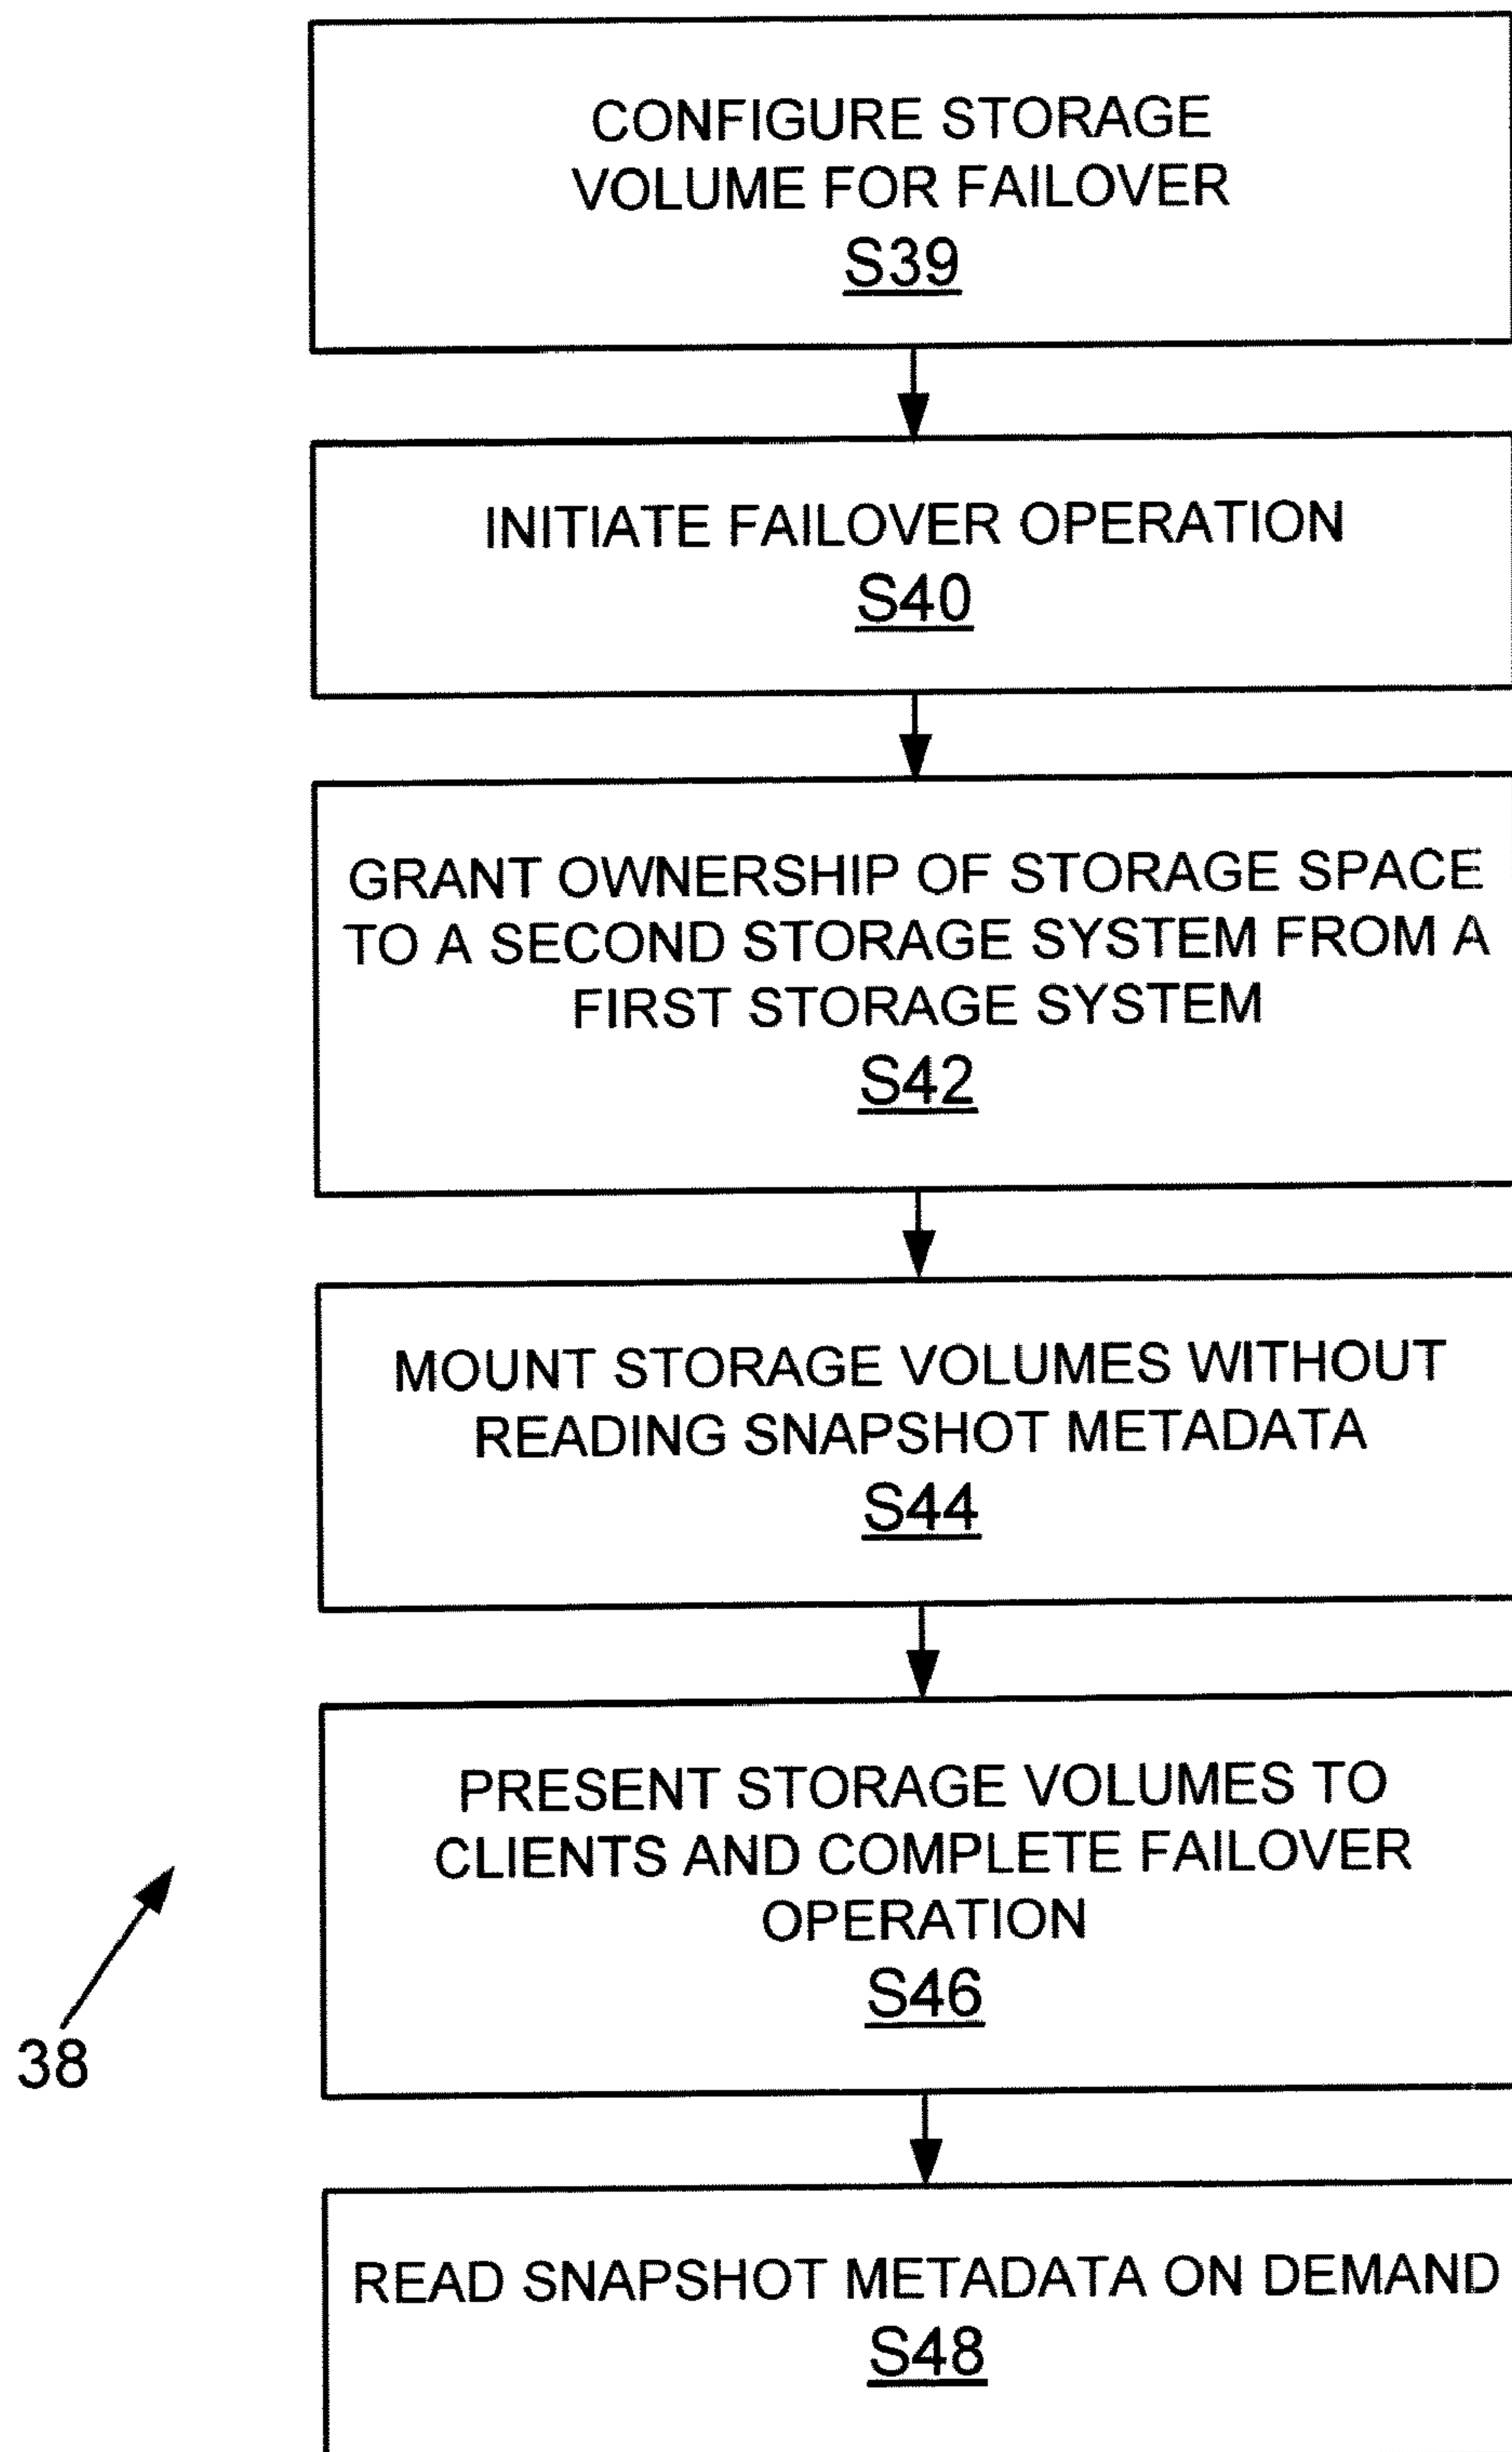 CONFIGURE STORAGE
VOLUME FOR FAILOVER
S39
INITIATE FAILOVER OPERATION
S40
GRANT OWNERSHIP OF STORAGE SPACE
TO A SECOND STORAGE SYSTEM FROM A
FIRST STORAGE SYSTEM
S42
MOUNT STORAGE VOLUMES WITHOUT
READING SNAPSHOT METADATA
S44
PRESENT STORAGE VOLUMES TO
CLIENTS AND COMPLETE FAILOVER
OPERATION
S46
38
READ SNAPSHOT METADATA ON DEMAND
S48